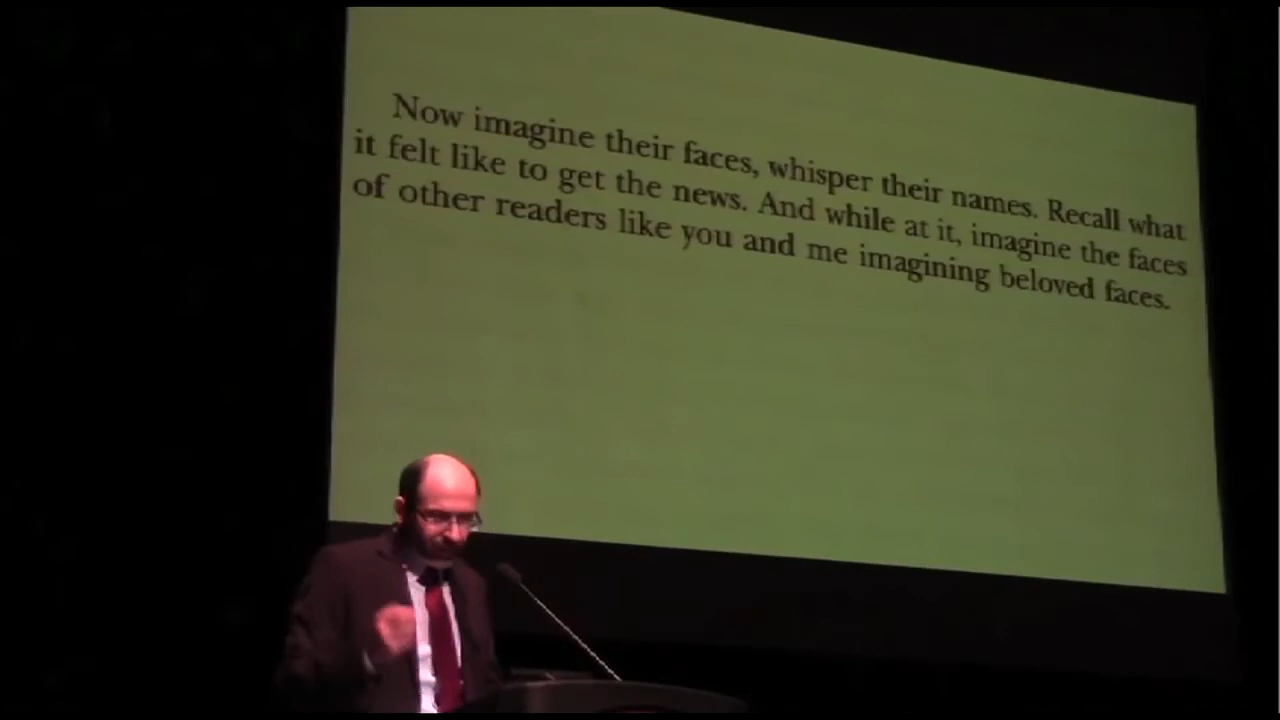 Now imagine their faces, whisper their names. Recall what
it felt like to get the news. And while at it, imagine the faces
of other readers like you and me imagining beloved faces.